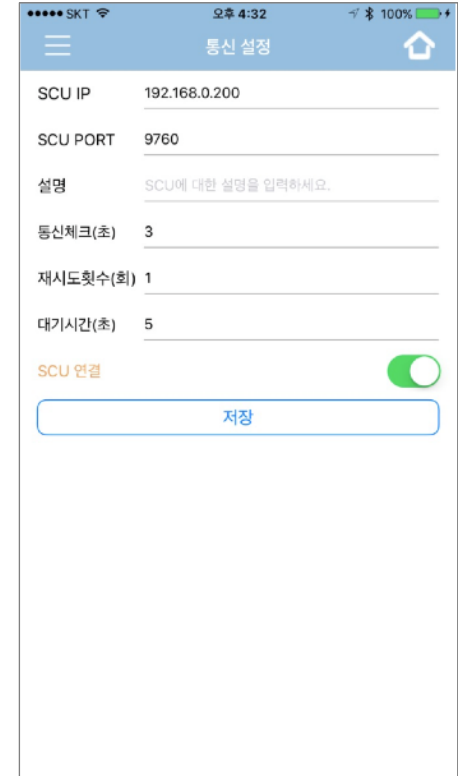 SKT 오후 4:32 100%
통신 설정
SCU IP 192.168.0.200
SCU PORT 9760
설명 SCU에 대한 설명을 입력하세요.
통신체크(초) 3
재시도횟수(회) 1
대기시간(초) 5
SCU 연결
저장